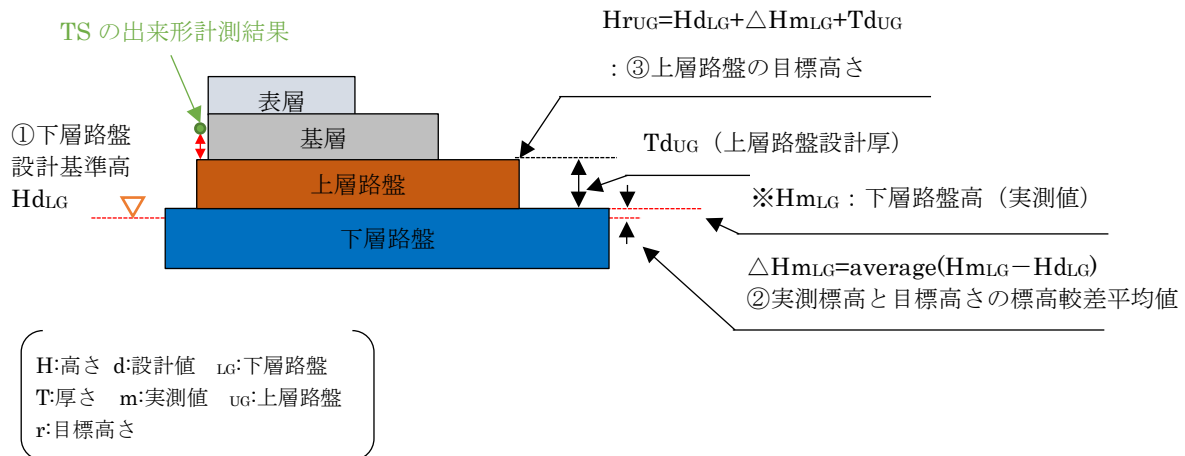 TS の出来形計測結果
HrUG=HdLG+△HmLG+TdUG
：③上層路盤の目標高さ
表層
①下層路盤
設計基準高
HdLG
基層
TdUG（上層路盤設計厚）
上層路盤
※HmLG：下層路盤高（実測値）
下層路盤
△HmLG=average(HmLG－HdLG)
②実測標高と目標高さの標高較差平均値
H:高さ d:設計値 LG:下層路盤
T:厚さ m:実測値 UG:上層路盤
r:目標高さ